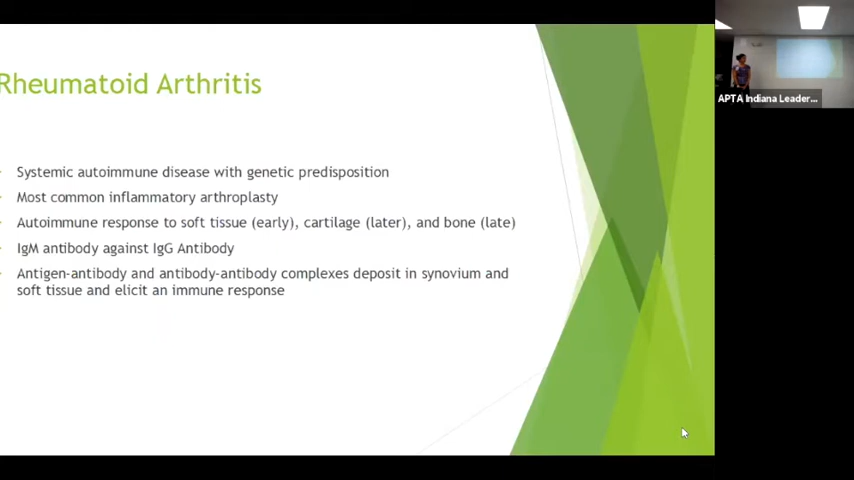 Rheumatoid Arthritis
APTA Indiana Leader...
Systemic autoimmune disease with genetic predisposition
Most common inflammatory arthroplasty
Autoimmune response to soft tissue (early), cartilage (later), and bone (late)
IgM antibody against IgG Antibody
Antigen-antibody and antibody-antibody complexes deposit in synovium and
soft tissue and elicit an immune response